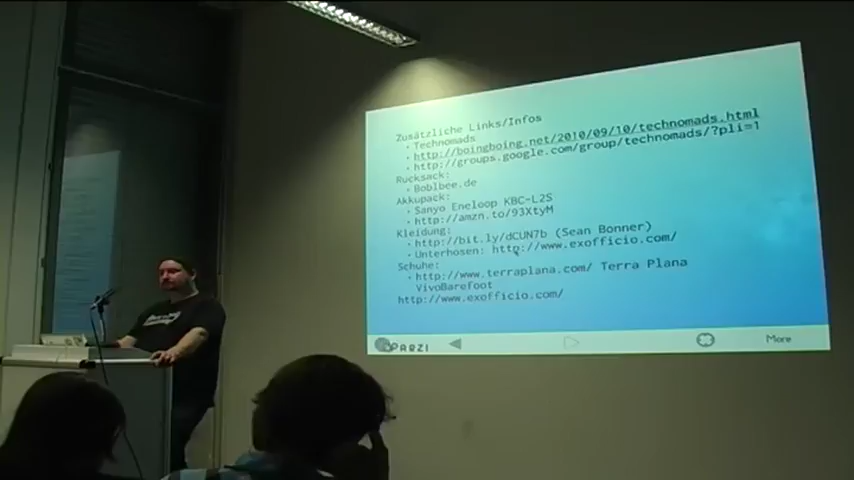 Zusätzliche Links/Infos
• Technomads
• http://boingboing.net/2010/09/10/technomads.html
• http://groups.google.com/group/technomads/?pli=1
Rucksack:
• Boblbee.de
Akkupack:
• Sanyo Eneloop KBC-L2S
• http://amzn.to/93XtyM
Kleidung:
• http://bit.ly/dCUN7b (Sean Bonner)
• Unterhosen: http://www.exofficio.com/
Schuhe:
• http://www.terraplana.com/ Terra Plana
VivoBarefoot
http://www.exofficio.com/
PREZI
More